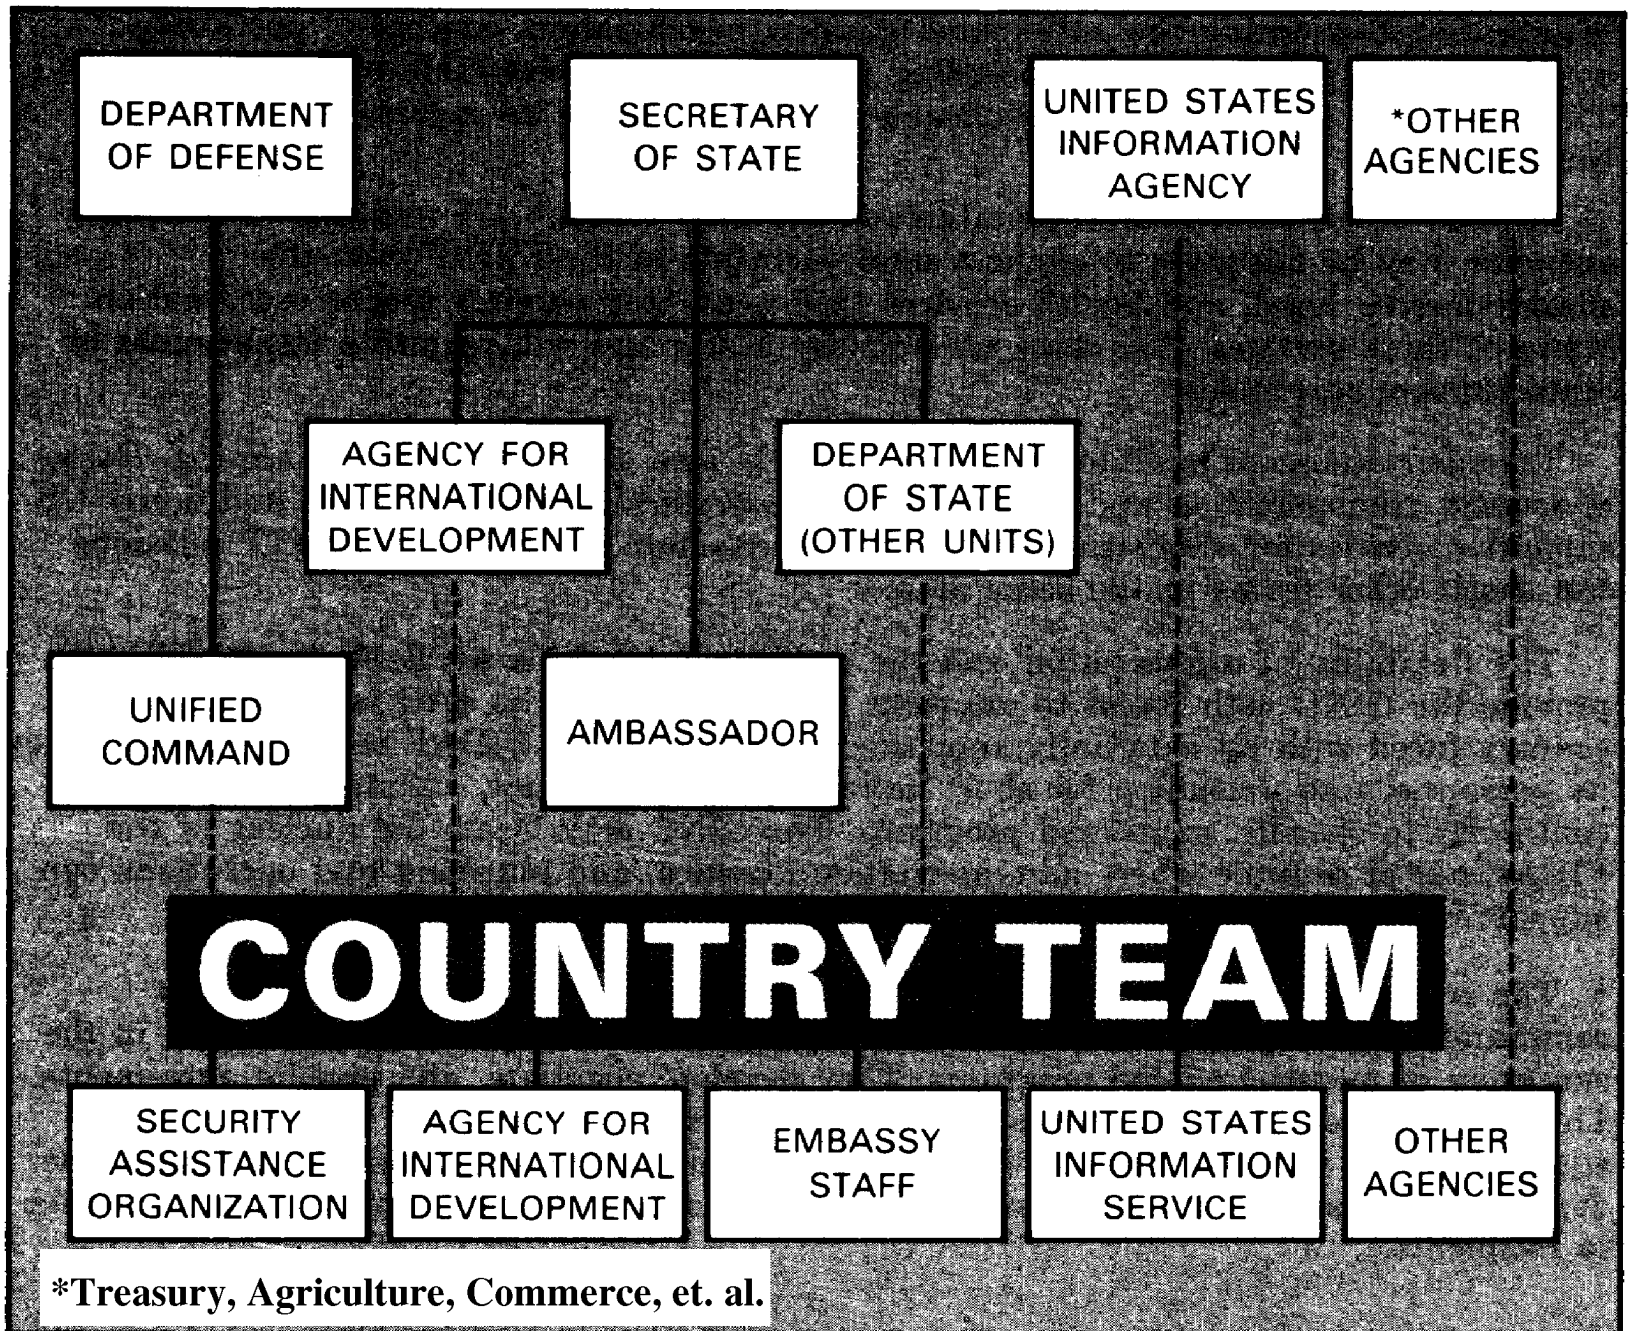 DEPARTMENT
OF DEFENSE
SECRETARY
OF STATE
UNITED STATES
INFORMATION
AGENCY
*OTHER
AGENCIES
AGENCY FOR
INTERNATIONAL
DEVELOPMENT
DEPARTMENT
OF STATE
(OTHER UNITS)
UNIFIED
COMMAND
AMBASSADOR
COUNTRY TEAM
SECURITY
ASSISTANCE
ORGANIZATION
AGENCY FOR
INTERNATIONAL
DEVELOPMENT
EMBASSY
STAFF
UNITED STATES
INFORMATION
SERVICE
OTHER
AGENCIES
*Treasury, Agriculture, Commerce, et. al.